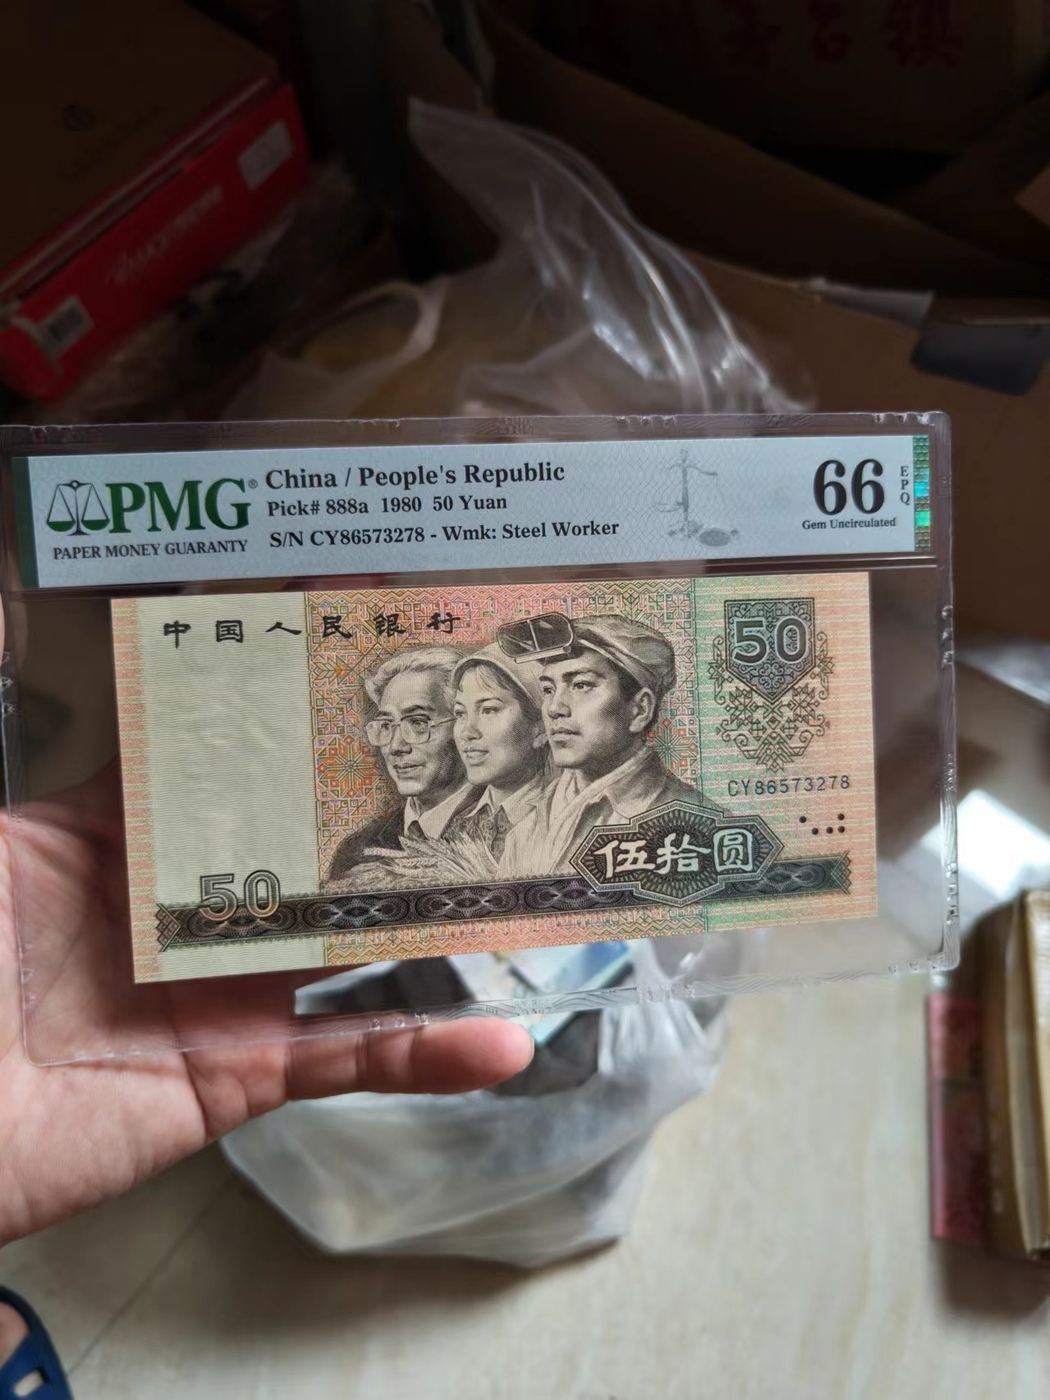 PMG®
PAPER MONEY GUARANTY
China / People's Republic
Pick# 888a 1980 50 Yuan
S/N CY86573278 - Wmk: Steel Worker
66
EPQ
Gem Uncirculated
中国人民银行
50
CY86573278
伍拾圆
50